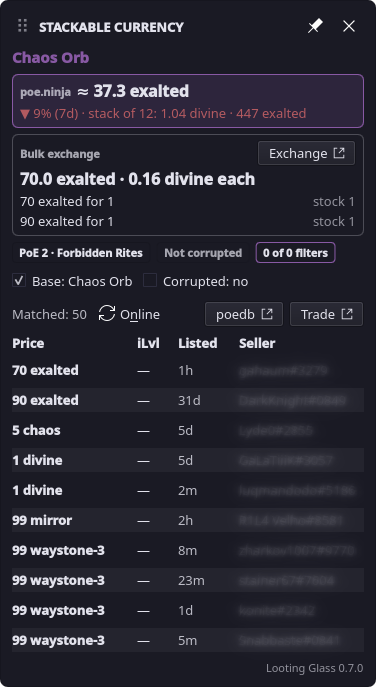 STACKABLE CURRENCY
Chaos Orb
poe.ninja ≈ 37.3 exalted
▼ 9% (7d) · stack of 12: 1.04 divine · 447 exalted
Bulk exchange Exchange
70.0 exalted · 0.16 divine each
70 exalted for 1 stock 1
90 exalted for 1 stock 1
PoE 2 · Forbidden Rites Not corrupted 0 of 0 filters
Base: Chaos Orb Corrupted: no
Matched: 50 Online poedb Trade
Price iLvl Listed Seller
70 exalted — 1h
90 exalted — 31d
5 chaos — 5d
1 divine — 5d
1 divine — 2m
99 mirror — 2h
99 waystone-3 — 8m
99 waystone-3 — 23m
99 waystone-3 — 1d
99 waystone-3 — 5m
Looting Glass 0.7.0